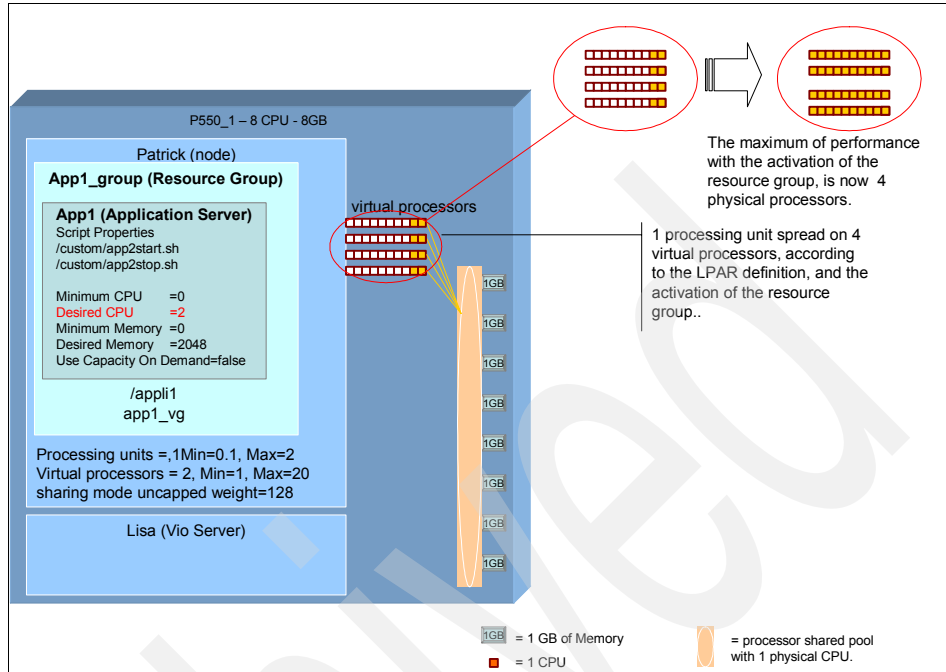 P550_1 – 8 CPU - 8GB
Patrick (node)
App1_group (Resource Group)
App1 (Application Server)
Script Properties
/custom/app2start.sh
/custom/app2stop.sh
Minimum CPU =0
Desired CPU =2
Minimum Memory =0
Desired Memory =2048
Use Capacity On Demand=false
/appli1
app1_vg
Processing units =,1Min=0.1, Max=2
Virtual processors = 2, Min=1, Max=20
sharing mode uncapped weight=128
Lisa (Vio Server)
virtual processors
1GB
1GB
1GB
1GB
1GB
1GB
1GB
1GB
The maximum of performance
with the activation of the
resource group, is now 4
physical processors.
1 processing unit spread on 4
virtual processors, according
to the LPAR definition, and the
activation of the resource
group..
1GB = 1 GB of Memory
= 1 CPU
= processor shared pool
with 1 physical CPU.